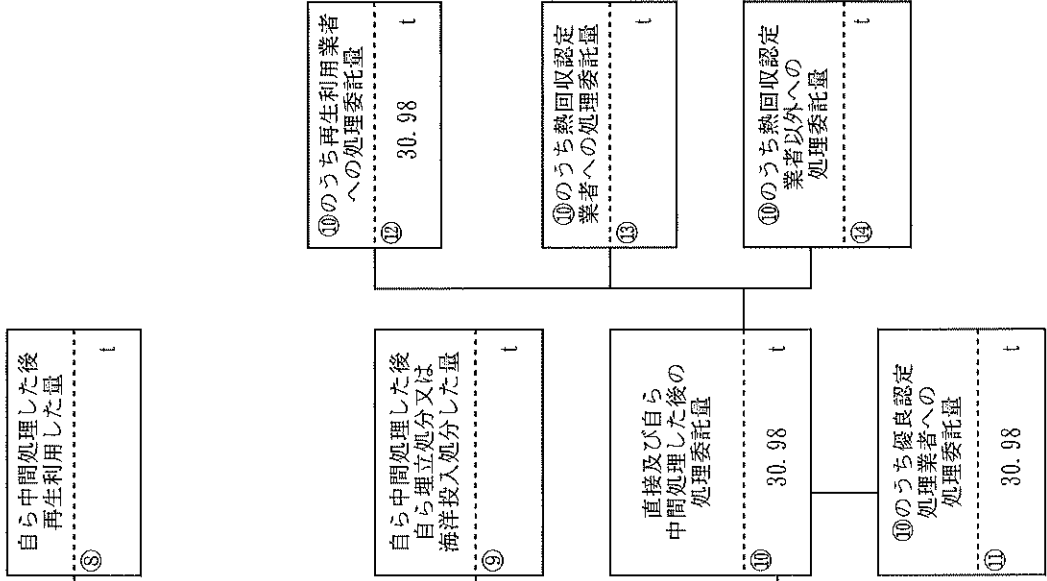 自ら中間処理した後
再生利用した量
⑧ t
自ら中間処理した後
自ら埋立処分又は
海洋投入処分した量
⑨ t
直接及び自ら
中間処理した後の
処理委託量
⑩ 30.98 t
⑩のうち優良認定
処理業者への
処理委託量
⑪ 30.98 t
⑩のうち再生利用業者
への処理委託量
⑫ 30.98 t
⑩のうち熱回収認定
業者への処理委託量
⑬ t
⑩のうち熱回収認定
業者以外への
処理委託量
⑭ t